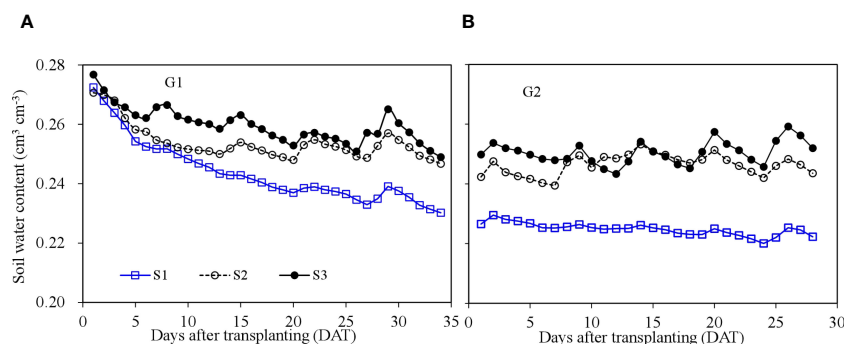 A
B
Soil water content (cm³ cm⁻³)
0.28
0.26
0.24
0.22
0.20
G1
S1 S2 S3
0 5 10 15 20 25 30 35
Days after transplanting (DAT)
G2
0 5 10 15 20 25 30
Days after transplanting (DAT)